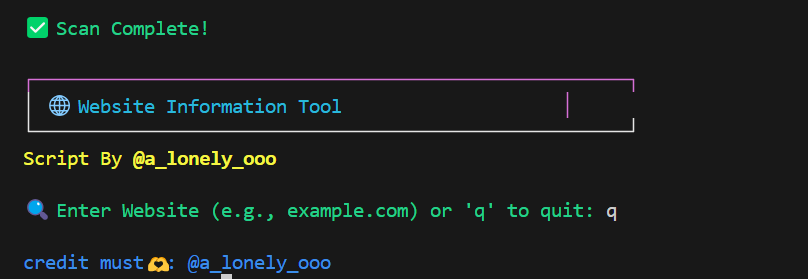 ✅ Scan Complete!
🌐 Website Information Tool
Script By @a_lonely_ooo
🔍 Enter Website (e.g., example.com) or 'q' to quit: q
credit must🫶: @a_lonely_ooo